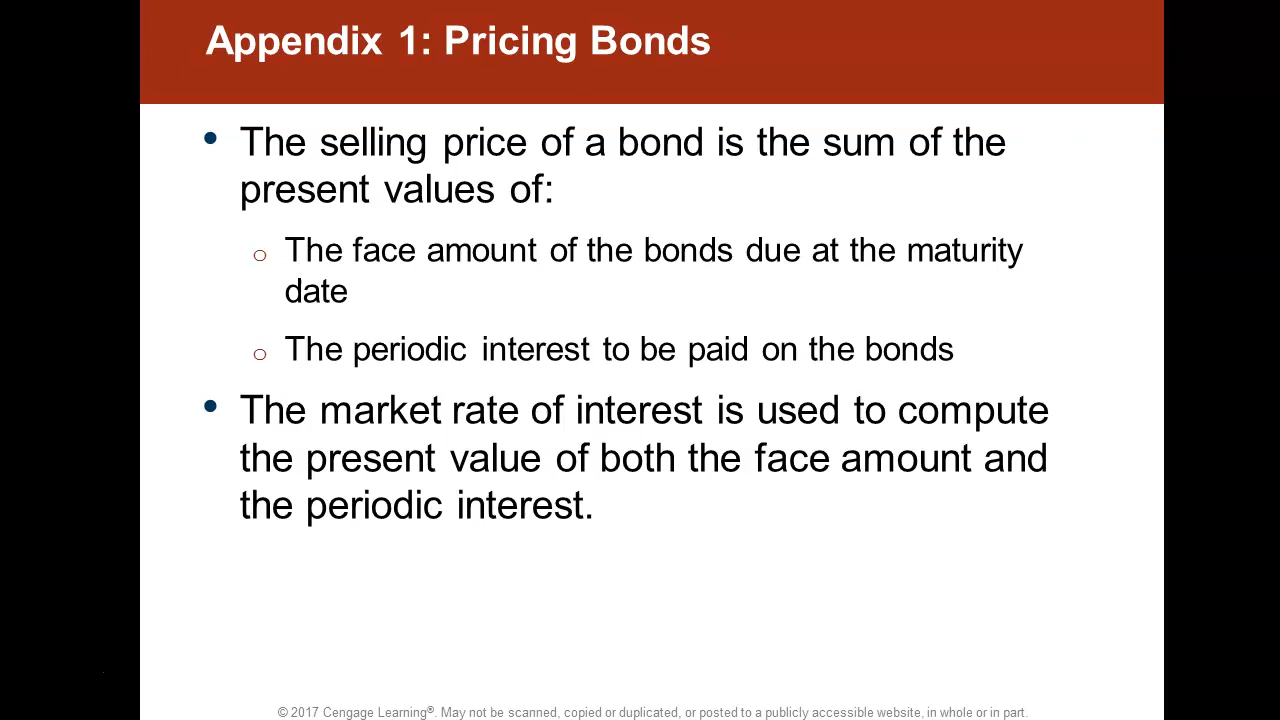 Appendix 1: Pricing Bonds
• The selling price of a bond is the sum of the
present values of:
o The face amount of the bonds due at the maturity
date
o The periodic interest to be paid on the bonds
• The market rate of interest is used to compute
the present value of both the face amount and
the periodic interest.
© 2017 Cengage Learning®. May not be scanned, copied or duplicated, or posted to a publicly accessible website, in whole or in part.